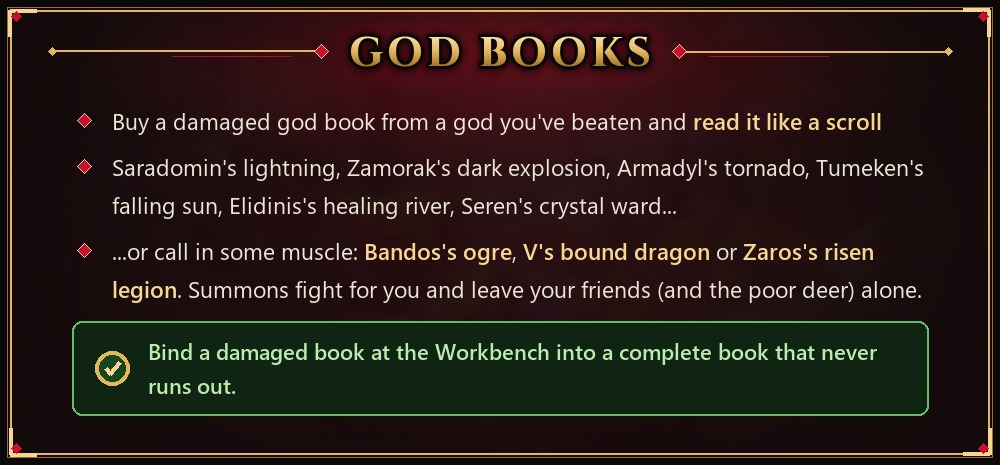 GOD BOOKS
Buy a damaged god book from a god you've beaten and read it like a scroll
Saradomin's lightning, Zamorak's dark explosion, Armadyl's tornado, Tumeken's
falling sun, Elidinis's healing river, Seren's crystal ward...
...or call in some muscle: Bandos's ogre, V's bound dragon or Zaros's risen
legion. Summons fight for you and leave your friends (and the poor deer) alone.
Bind a damaged book at the Workbench into a complete book that never
runs out.